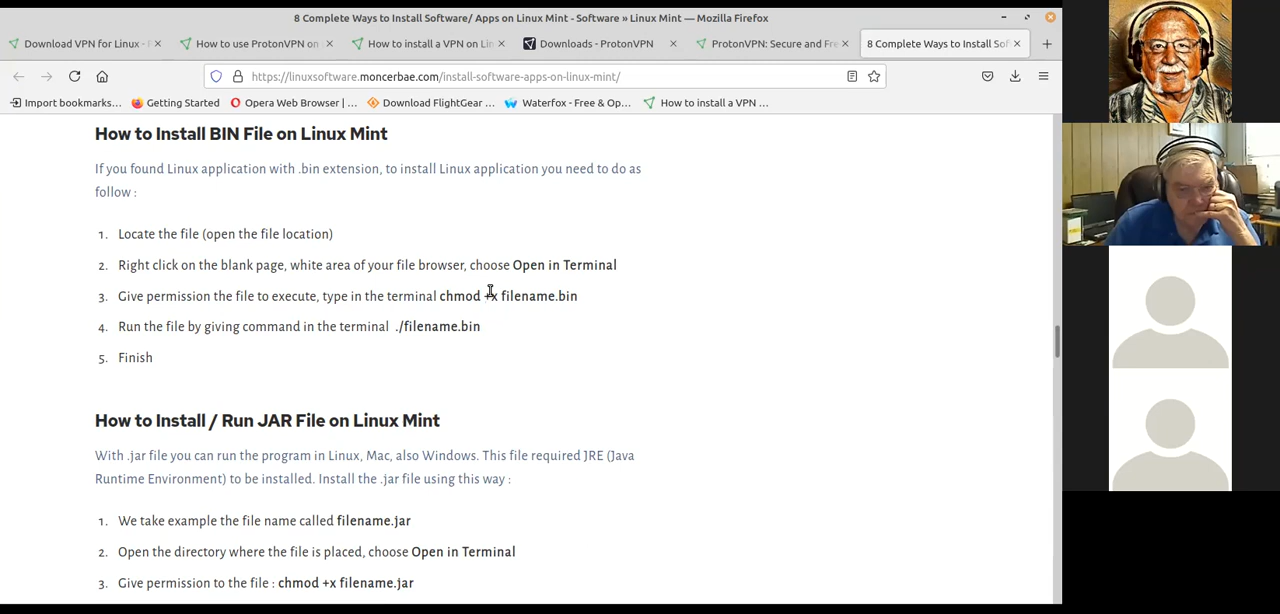 8 Complete Ways to Install Software/ Apps on Linux Mint - Software » Linux Mint — Mozilla Firefox
Download VPN for Linux - P
How to use ProtonVPN on
How to install a VPN on Lin
Downloads - ProtonVPN
ProtonVPN: Secure and Fre
8 Complete Ways to Install Sof
https://linuxsoftware.moncerbae.com/install-software-apps-on-linux-mint/
Import bookmarks...
Getting Started
Opera Web Browser | ...
Download FlightGear ...
Waterfox - Free & Op...
How to install a VPN ...
How to Install BIN File on Linux Mint
If you found Linux application with .bin extension, to install Linux application you need to do as
follow :
1. Locate the file (open the file location)
2. Right click on the blank page, white area of your file browser, choose Open in Terminal
3. Give permission the file to execute, type in the terminal chmod +x filename.bin
4. Run the file by giving command in the terminal ./filename.bin
5. Finish
How to Install / Run JAR File on Linux Mint
With .jar file you can run the program in Linux, Mac, also Windows. This file required JRE (Java
Runtime Environment) to be installed. Install the .jar file using this way :
1. We take example the file name called filename.jar
2. Open the directory where the file is placed, choose Open in Terminal
3. Give permission to the file : chmod +x filename.jar